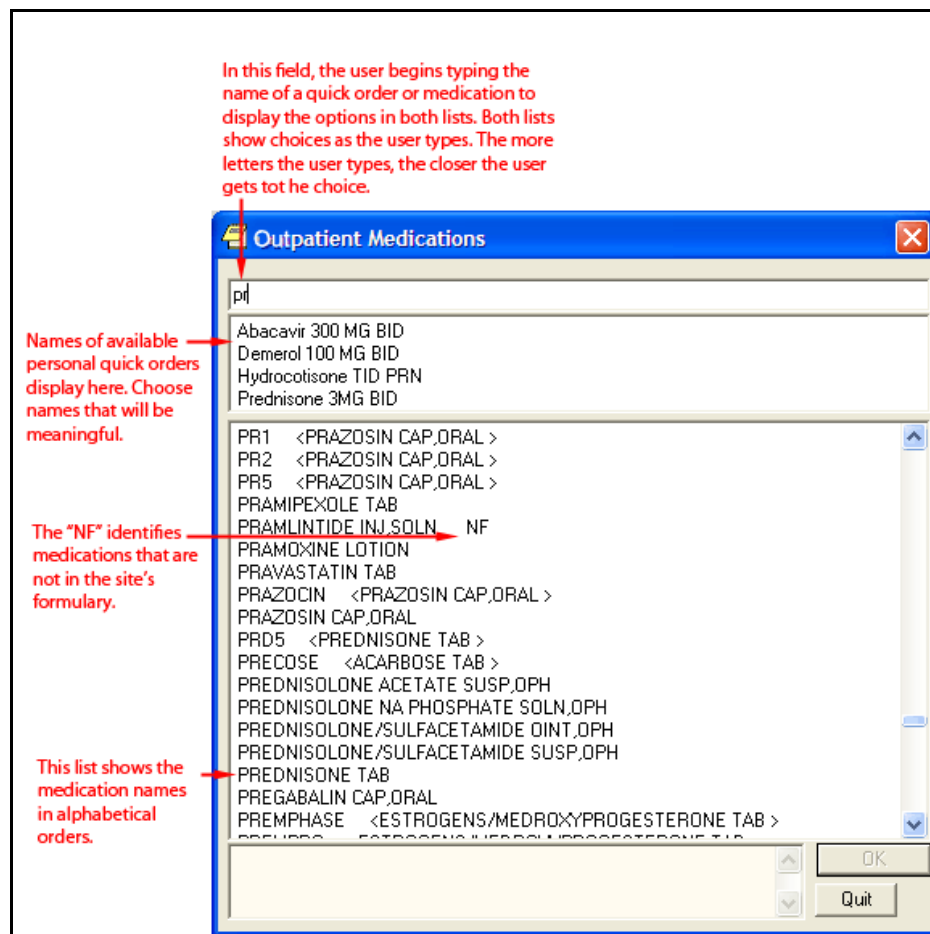 In this field, the user begins typing the
name of a quick order or medication to
display the options in both lists. Both lists
show choices as the user types. The more
letters the user types, the closer the user
gets tot he choice.
Outpatient Medications
pr
Names of available
personal quick orders
display here. Choose
names that will be
meaningful.
Abacavir 300 MG BID
Demerol 100 MG BID
Hydrocotisone TID PRN
Prednisone 3MG BID
PR1 <PRAZOSIN CAP,ORAL >
PR2 <PRAZOSIN CAP,ORAL >
PR5 <PRAZOSIN CAP,ORAL >
PRAMIPEXOLE TAB
PRAMLINTIDE INJ,SOLN NF
PRAMOXINE LOTION
PRAVASTATIN TAB
PRAZOCIN <PRAZOSIN CAP,ORAL >
PRAZOSIN CAP,ORAL
PRD5 <PREDNISONE TAB >
PRECOSE <ACARBOSE TAB >
PREDNISOLONE ACETATE SUSP,OPH
PREDNISOLONE NA PHOSPHATE SOLN,OPH
PREDNISOLONE/SULFACETAMIDE OINT,OPH
PREDNISOLONE/SULFACETAMIDE SUSP,OPH
PREDNISONE TAB
PREGABALIN CAP,ORAL
PREMPHASE <ESTROGENS/MEDROXYPROGESTERONE TAB >
The "NF" identifies
medications that are
not in the site's
formulary.
This list shows the
medication names
in alphabetical
orders.
OK
Quit